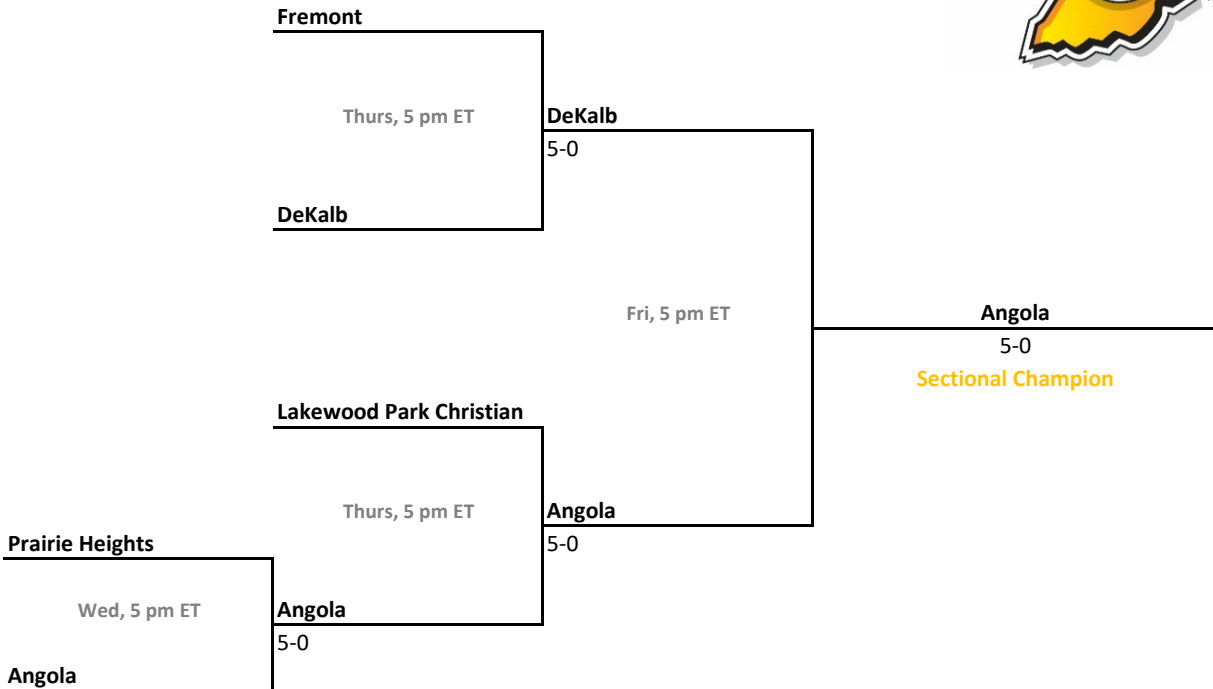 Fremont
Thurs, 5 pm ET
DeKalb
5-0
DeKalb
Fri, 5 pm ET
Angola
5-0
Sectional Champion
Lakewood Park Christian
Thurs, 5 pm ET
Angola
5-0
Prairie Heights
Wed, 5 pm ET
Angola
5-0
Angola